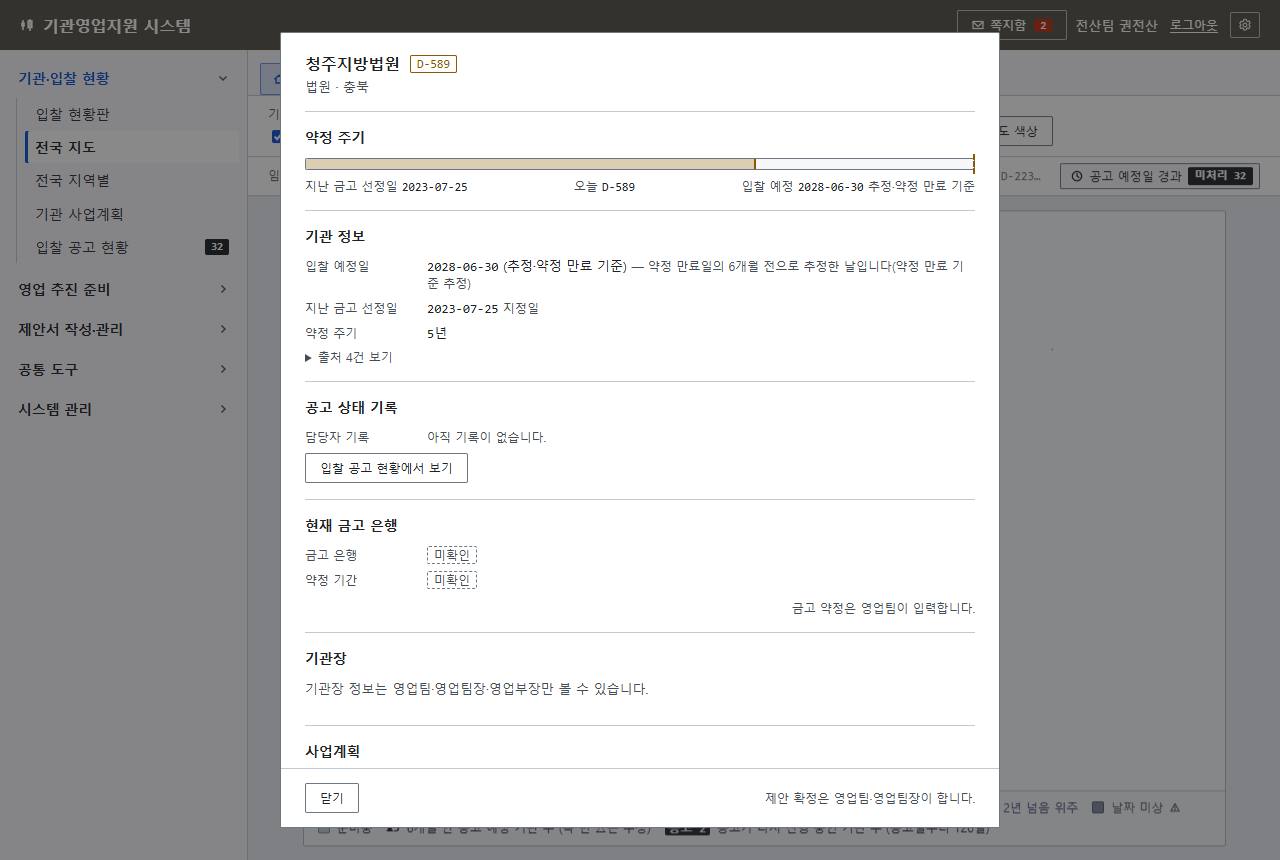 기관영업지원 시스템
쪽지함 2 전산팀 권전산 로그아웃
기관·입찰 현황
입찰 현황판
전국 지도
전국 지역별
기관 사업계획
입찰 공고 현황 32
영업 추진 준비
제안서 작성·관리
공통 도구
시스템 관리
도 색상
D-223…
공고 예정일 경과 미처리 32
청주지방법원 D-589
법원 · 충북
약정 주기
지난 금고 선정일 2023-07-25 오늘 D-589 입찰 예정 2028-06-30 추정·약정 만료 기준
기관 정보
입찰 예정일 2028-06-30 (추정·약정 만료 기준) — 약정 만료일의 6개월 전으로 추정한 날입니다(약정 만료 기
준 추정)
지난 금고 선정일 2023-07-25 지정일
약정 주기 5년
▶ 출처 4건 보기
공고 상태 기록
담당자 기록 아직 기록이 없습니다.
입찰 공고 현황에서 보기
현재 금고 은행
금고 은행 미확인
약정 기간 미확인
금고 약정은 영업팀이 입력합니다.
기관장
기관장 정보는 영업팀·영업팀장·영업부장만 볼 수 있습니다.
사업계획
닫기 제안 확정은 영업팀·영업팀장이 합니다.
2년 넘음 위주 날짜 미상 ⚠